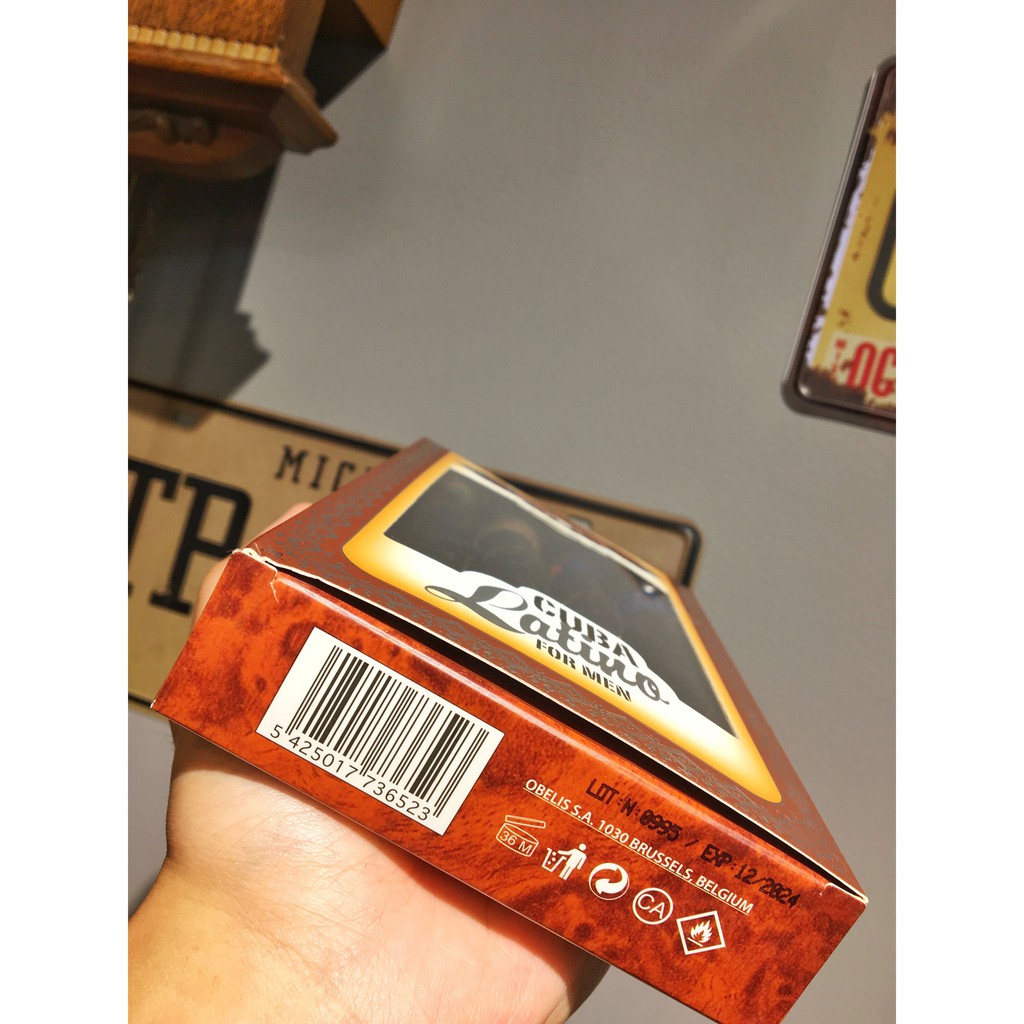 MIC
TP
OG
CUBA
Latino
FOR MEN
5 425017 736523
LOT:N:0995 / EXP:12/2024
OBELIS S.A. 1030 BRUSSELS, BELGIUM
36 M
CA